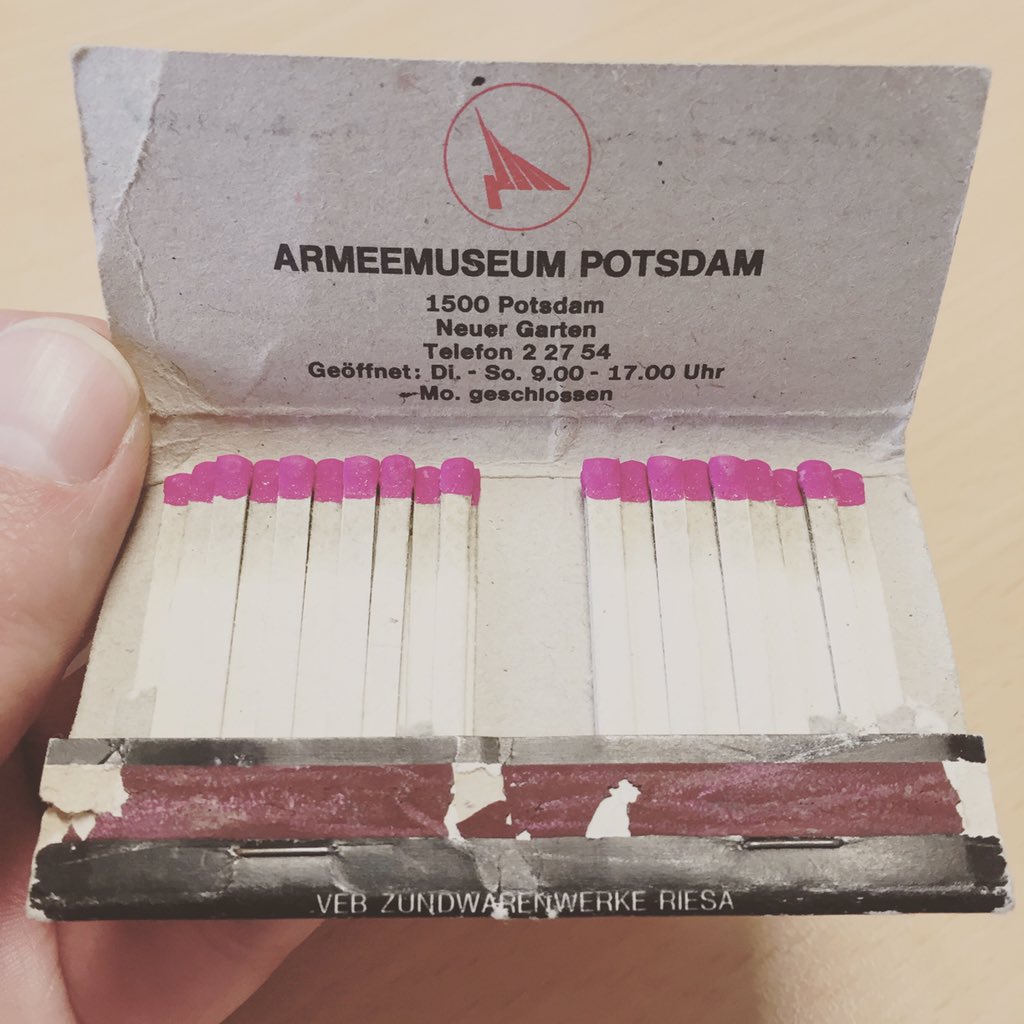 ARMEEMUSEUM POTSDAM
1500 Potsdam
Neuer Garten
Telefon 2 27 54
Geöffnet: Di. - So. 9.00 - 17.00 Uhr
Mo. geschlossen
VEB ZÜNDWARENWERKE RIESA